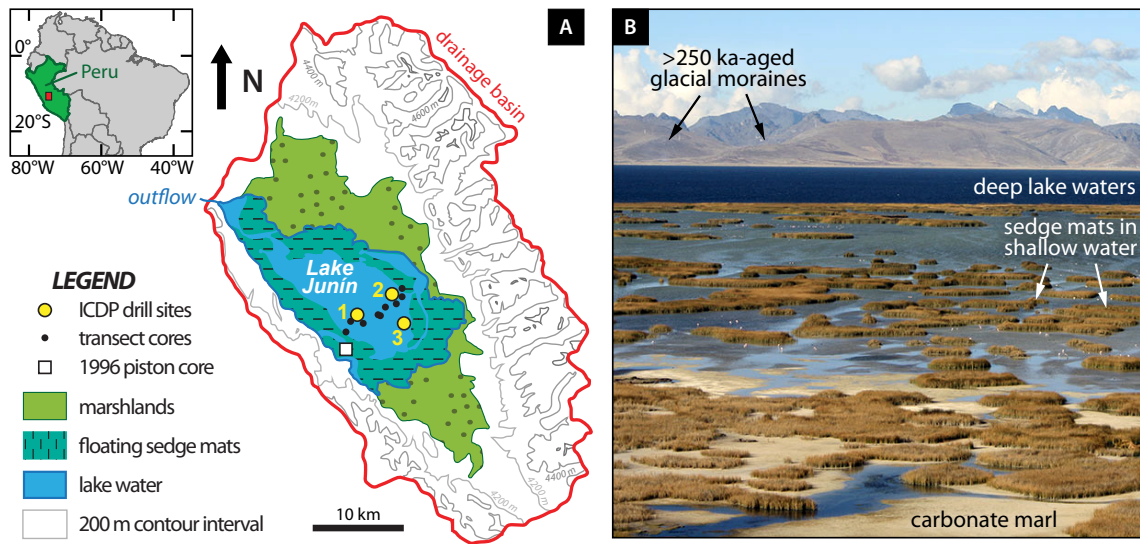 A
0°
20°S
Peru
80°W
60°W
40°W
N
drainage basin
4400 m
4200m
4600 m
outflow
Lake
Junín
1
2
3
LEGEND
ICDP drill sites
transect cores
1996 piston core
marshlands
floating sedge mats
lake water
200 m contour interval
10 km
4200 m
4200 m
4400 m
B
>250 ka-aged
glacial moraines
deep lake waters
sedge mats in
shallow water
carbonate marl